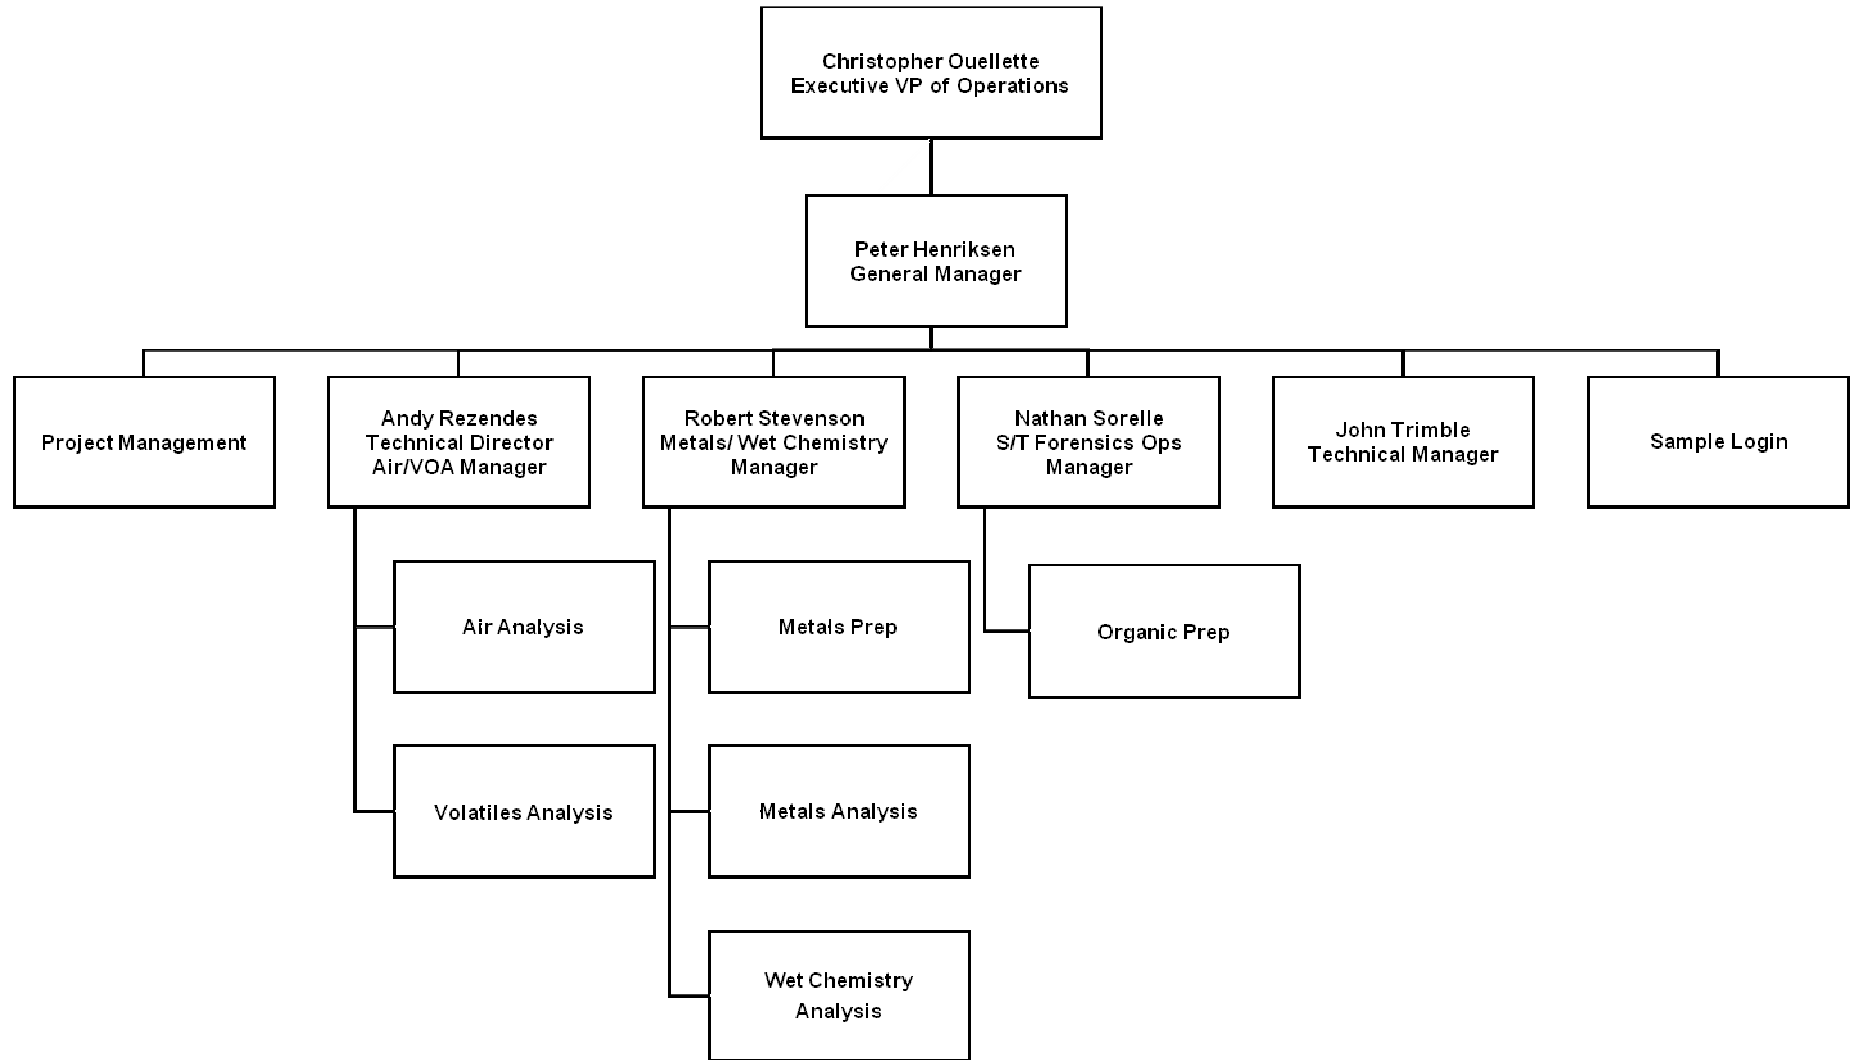 Christopher Ouellette
Executive VP of Operations
Peter Henriksen
General Manager
Project Management
Andy Rezendes
Technical Director
Air/VOA Manager
Robert Stevenson
Metals/ Wet Chemistry
Manager
Nathan Sorelle
S/T Forensics Ops
Manager
John Trimble
Technical Manager
Sample Login
Air Analysis
Metals Prep
Organic Prep
Volatiles Analysis
Metals Analysis
Wet Chemistry
Analysis